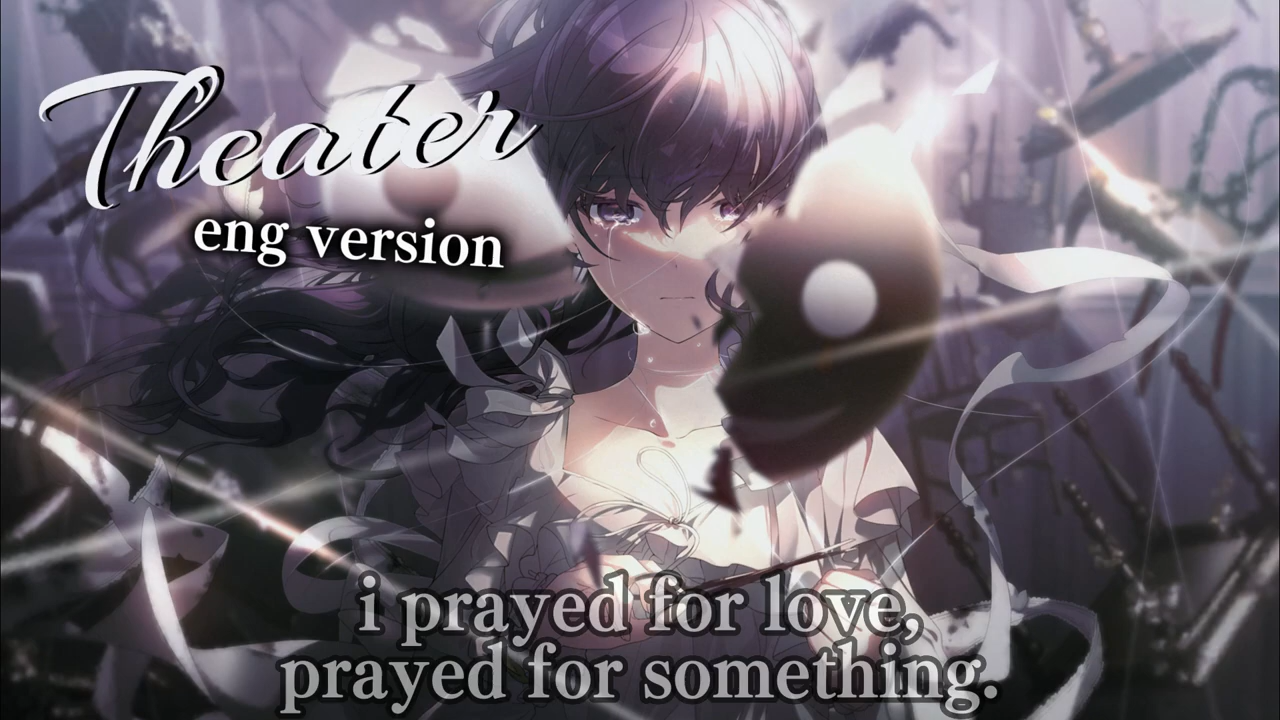 Theater
eng version
i prayed for love,
prayed for something.